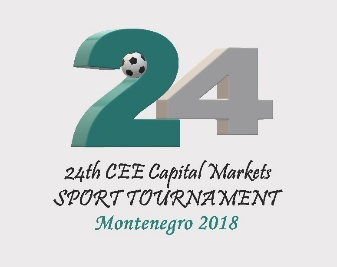 24
24th CEE Capital Markets
SPORT TOURNAMENT
Montenegro 2018